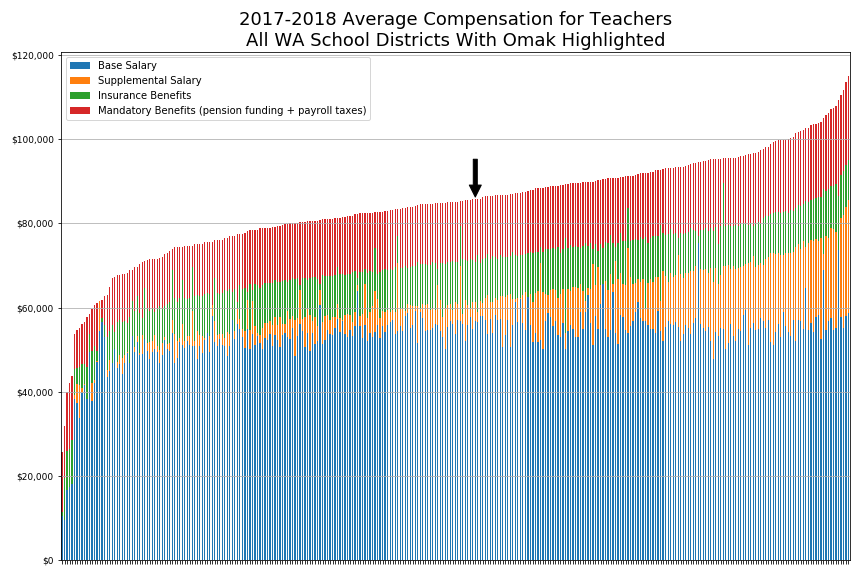 2017-2018 Average Compensation for Teachers
All WA School Districts With Omak Highlighted
$120,000
Base Salary
Supplemental Salary
Insurance Benefits
Mandatory Benefits (pension funding + payroll taxes)
$100,000
$80,000
$60,000
$40,000
$20,000
$0